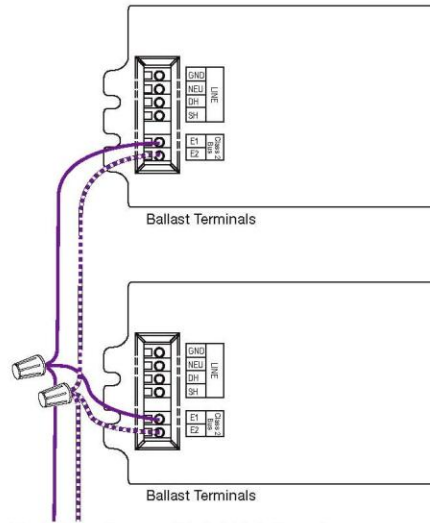 GND
NEU
DH
SH
LINE
E1
E2
Class 2
Bus
Ballast Terminals
GND
NEU
DH
SH
LINE
E1
E2
Class 2
Bus
Ballast Terminals